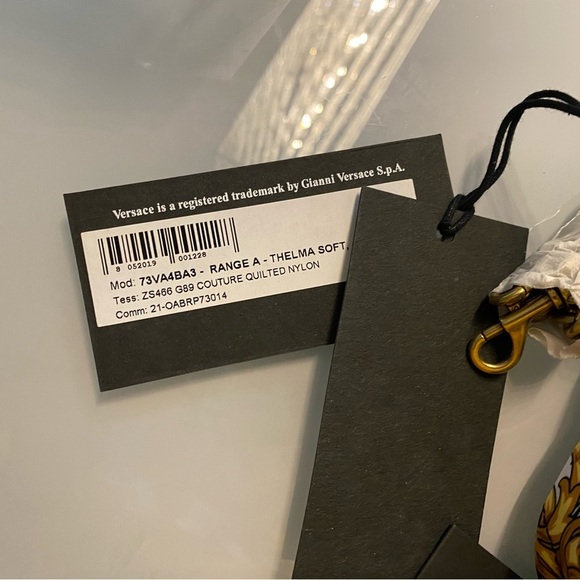 Versace is a registered trademark by Gianni Versace S.p.A.
8 052019 001228
Mod: 73VA4BA3 - RANGE A - THELMA SOFT,
Tess: ZS466 G89 COUTURE QUILTED NYLON
Comm: 21-OABRP73014